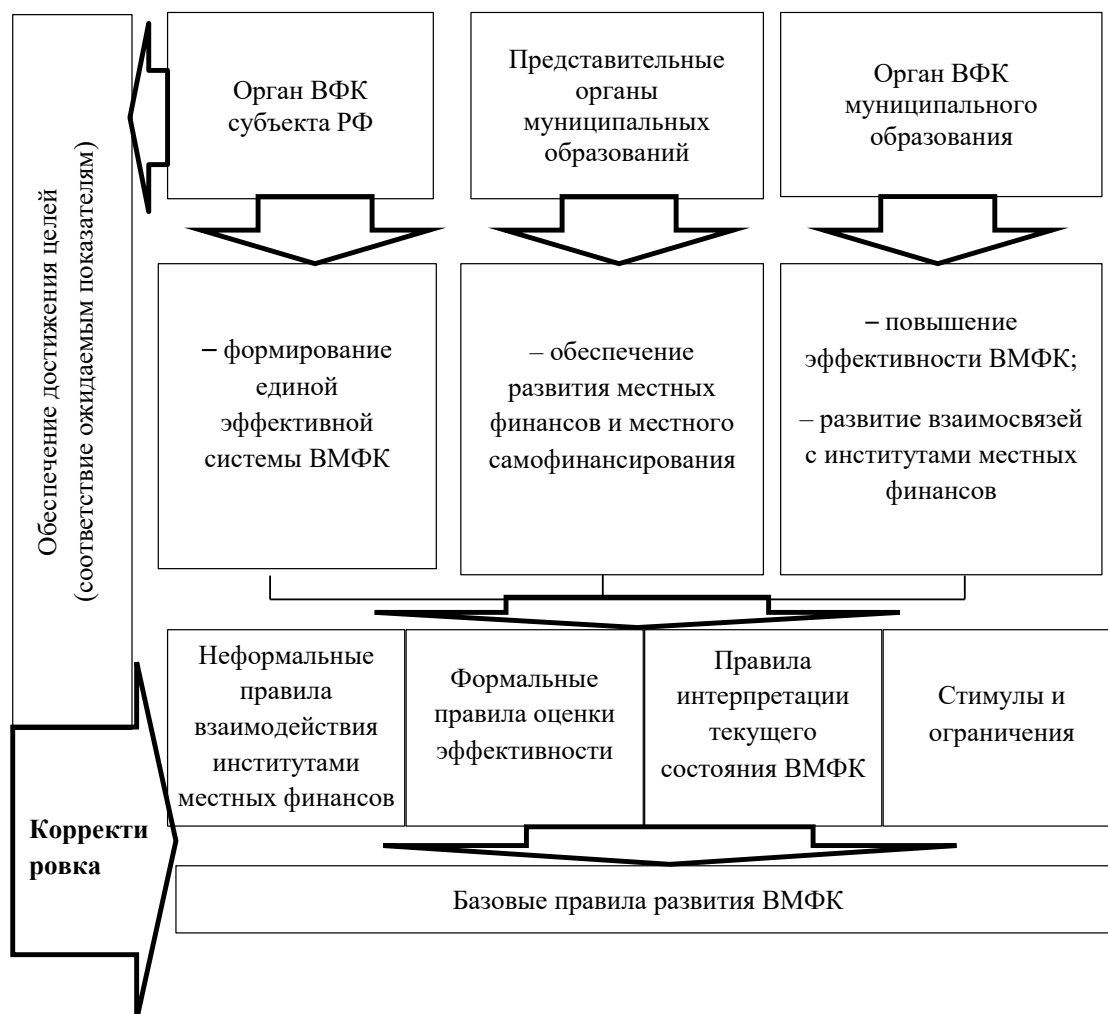 Обеспечение достижения целей
(соответствие ожидаемым показателям)
Орган ВФК
субъекта РФ
Представительные
органы
муниципальных
образований
Орган ВФК
муниципального
образования
– формирование
единой
эффективной
системы ВМФК
– обеспечение
развития местных
финансов и местного
самофинансирования
– повышение
эффективности ВМФК;
– развитие взаимосвязей
с институтами местных
финансов
Неформальные
правила
взаимодействия
институтами
местных финансов
Формальные
правила оценки
эффективности
Правила
интерпретации
текущего
состояния ВМФК
Стимулы и
ограничения
Корректи
ровка
Базовые правила развития ВМФК